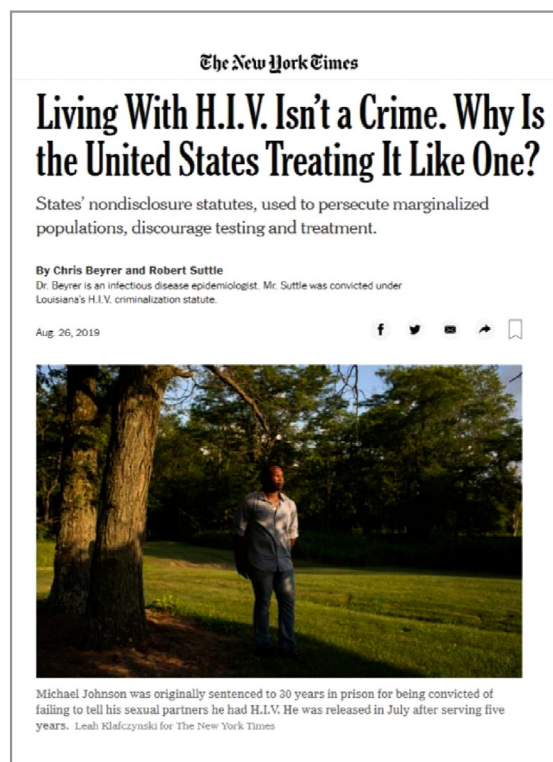 The New York Times
Living With H.I.V. Isn’t a Crime. Why Is
the United States Treating It Like One?
States’ nondisclosure statutes, used to persecute marginalized
populations, discourage testing and treatment.
By Chris Beyrer and Robert Suttle
Dr. Beyrer is an infectious disease epidemiologist. Mr. Suttle was convicted under
Louisiana’s H.I.V. criminalization statute.
Aug. 26, 2019
Michael Johnson was originally sentenced to 30 years in prison for being convicted of
failing to tell his sexual partners he had H.I.V. He was released in July after serving five
years. Leah Klafczynski for The New York Times